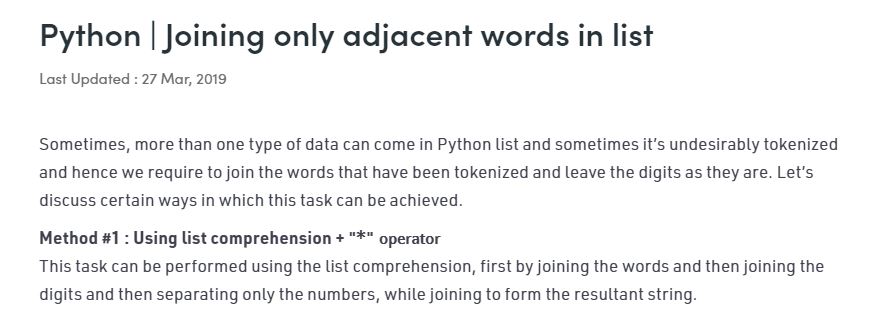 Python | Joining only adjacent words in list
Last Updated : 27 Mar, 2019
Sometimes, more than one type of data can come in Python list and sometimes it’s undesirably tokenized
and hence we require to join the words that have been tokenized and leave the digits as they are. Let’s
discuss certain ways in which this task can be achieved.
Method #1 : Using list comprehension + "*" operator
This task can be performed using the list comprehension, first by joining the words and then joining the
digits and then separating only the numbers, while joining to form the resultant string.